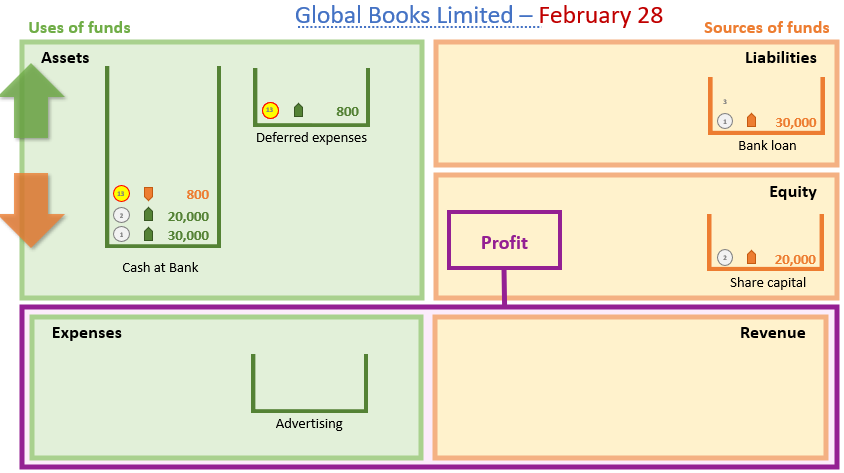 Global Books Limited – February 28
Uses of funds
Sources of funds
Assets
Liabilities
13 800
Deferred expenses
3
1 30,000
Bank loan
13 800
2 20,000
1 30,000
Cash at Bank
Equity
Profit
2 20,000
Share capital
Expenses
Revenue
Advertising